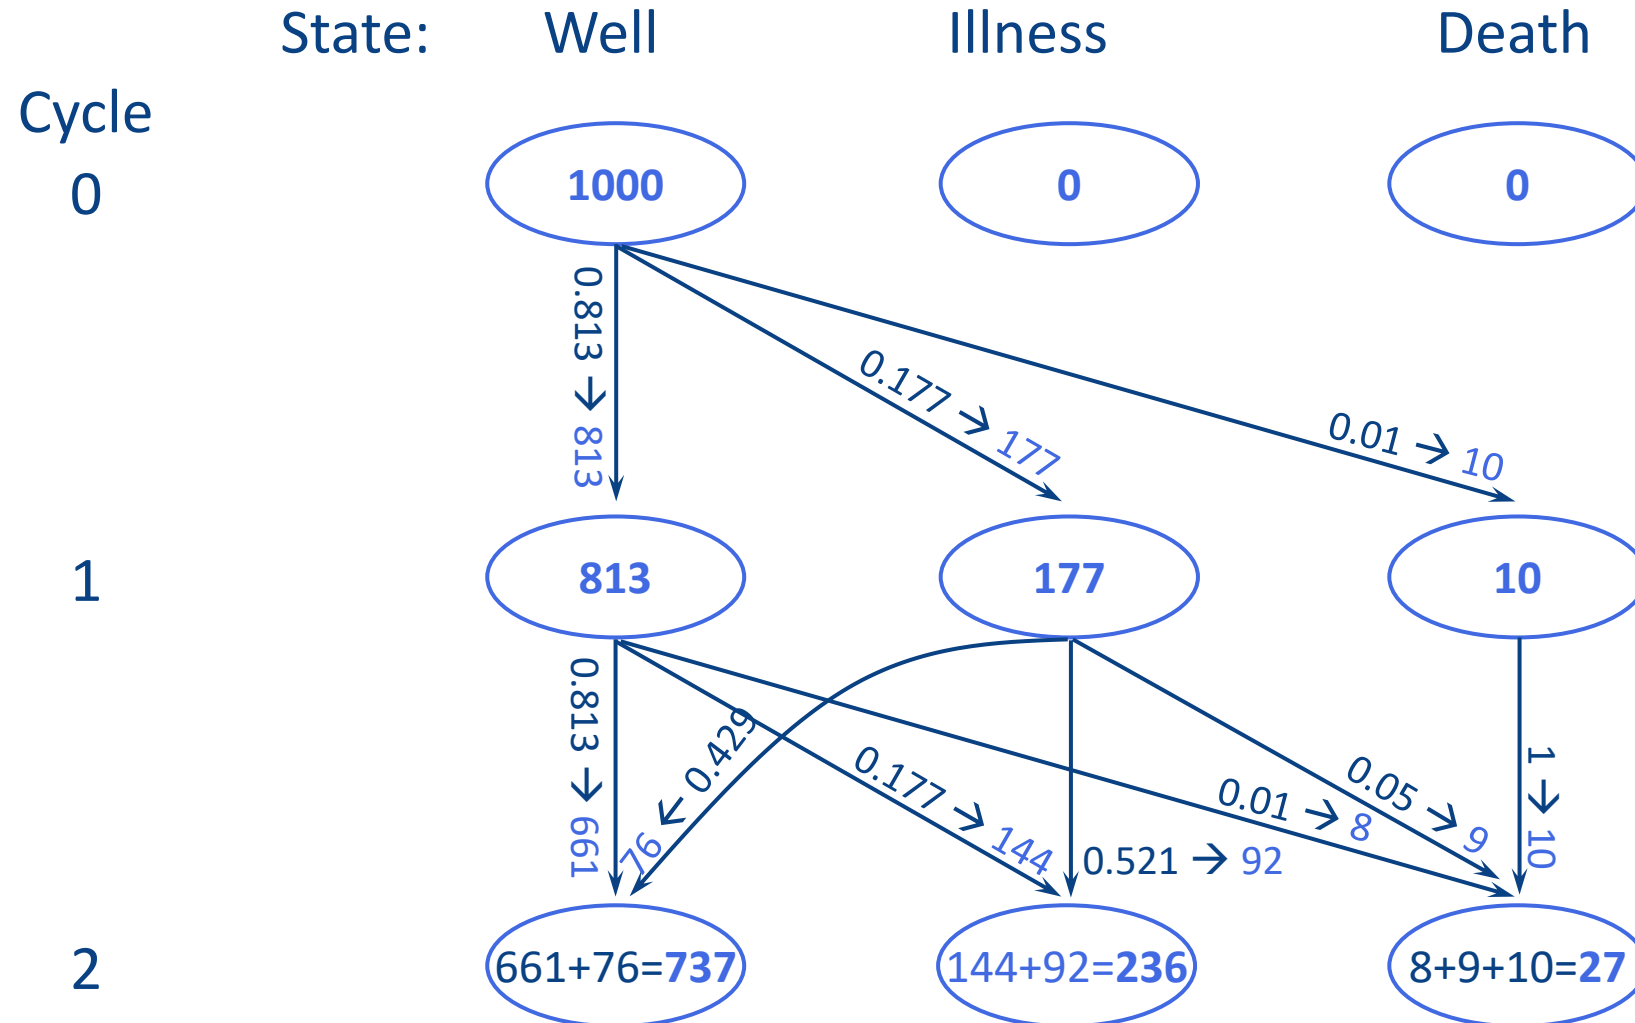 State: Well Illness Death
Cycle
0 1000 0 0
0.813 → 813
0.177 → 177
0.01 → 10
1 813 177 10
0.813 → 661
76 ← 0.429
0.177 → 144
0.521 → 92
0.01 → 8
0.05 → 9
1 → 10
2 661+76=737 144+92=236 8+9+10=27